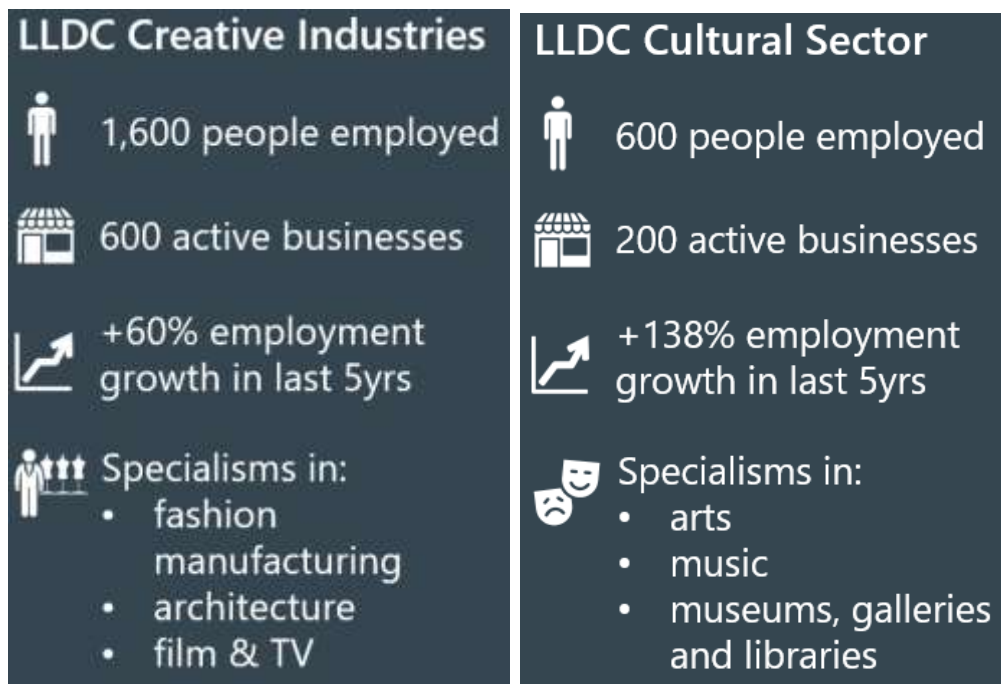 LLDC Creative Industries
1,600 people employed
600 active businesses
+60% employment
growth in last 5yrs
Specialisms in:
• fashion
manufacturing
• architecture
• film & TV
LLDC Cultural Sector
600 people employed
200 active businesses
+138% employment
growth in last 5yrs
Specialisms in:
• arts
• music
• museums, galleries
and libraries